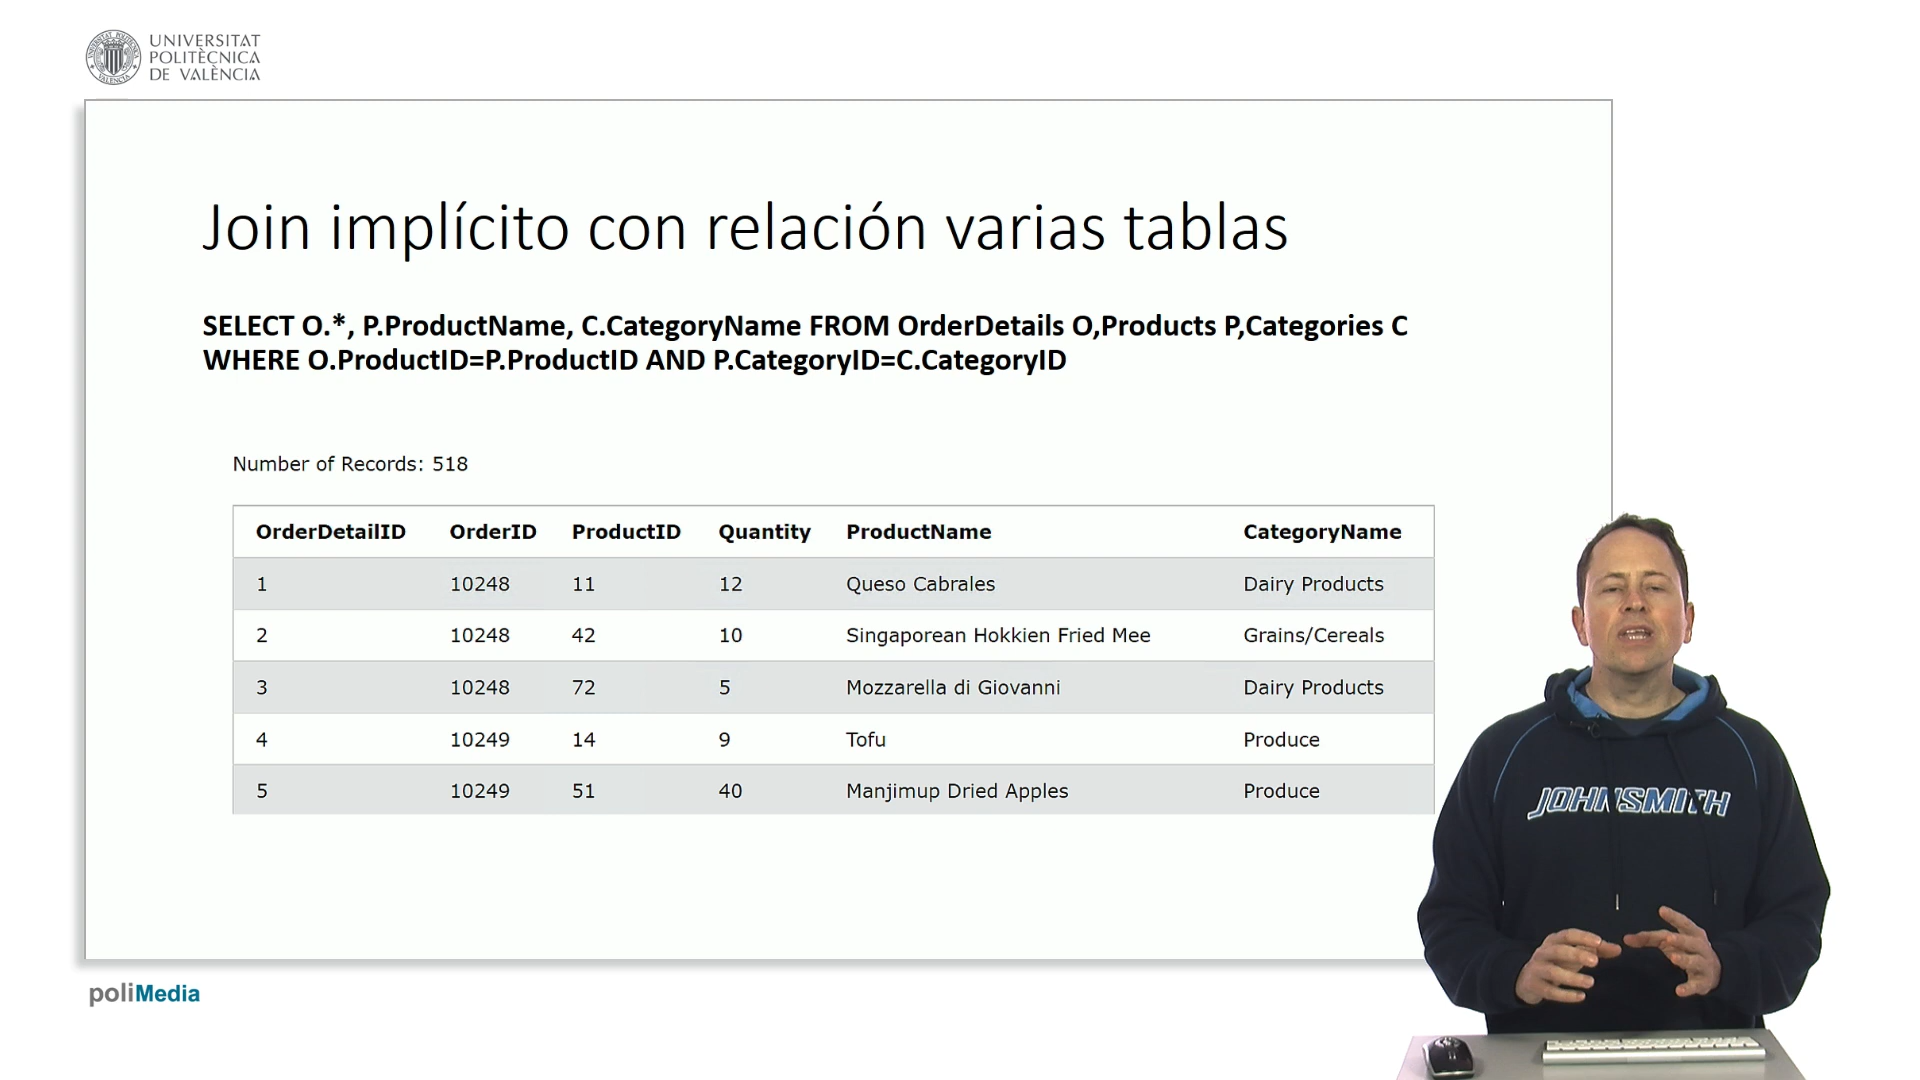 UNIVERSITAT
POLITÈCNICA
DE VALÈNCIA
Join implícito con relación varias tablas
SELECT O.*, P.ProductName, C.CategoryName FROM OrderDetails O,Products P,Categories C
WHERE O.ProductID=P.ProductID AND P.CategoryID=C.CategoryID
Number of Records: 518
OrderDetailID OrderID ProductID Quantity ProductName CategoryName
1 10248 11 12 Queso Cabrales Dairy Products
2 10248 42 10 Singaporean Hokkien Fried Mee Grains/Cereals
3 10248 72 5 Mozzarella di Giovanni Dairy Products
4 10249 14 9 Tofu Produce
5 10249 51 40 Manjimup Dried Apples Produce
JOHNSMITH
poliMedia